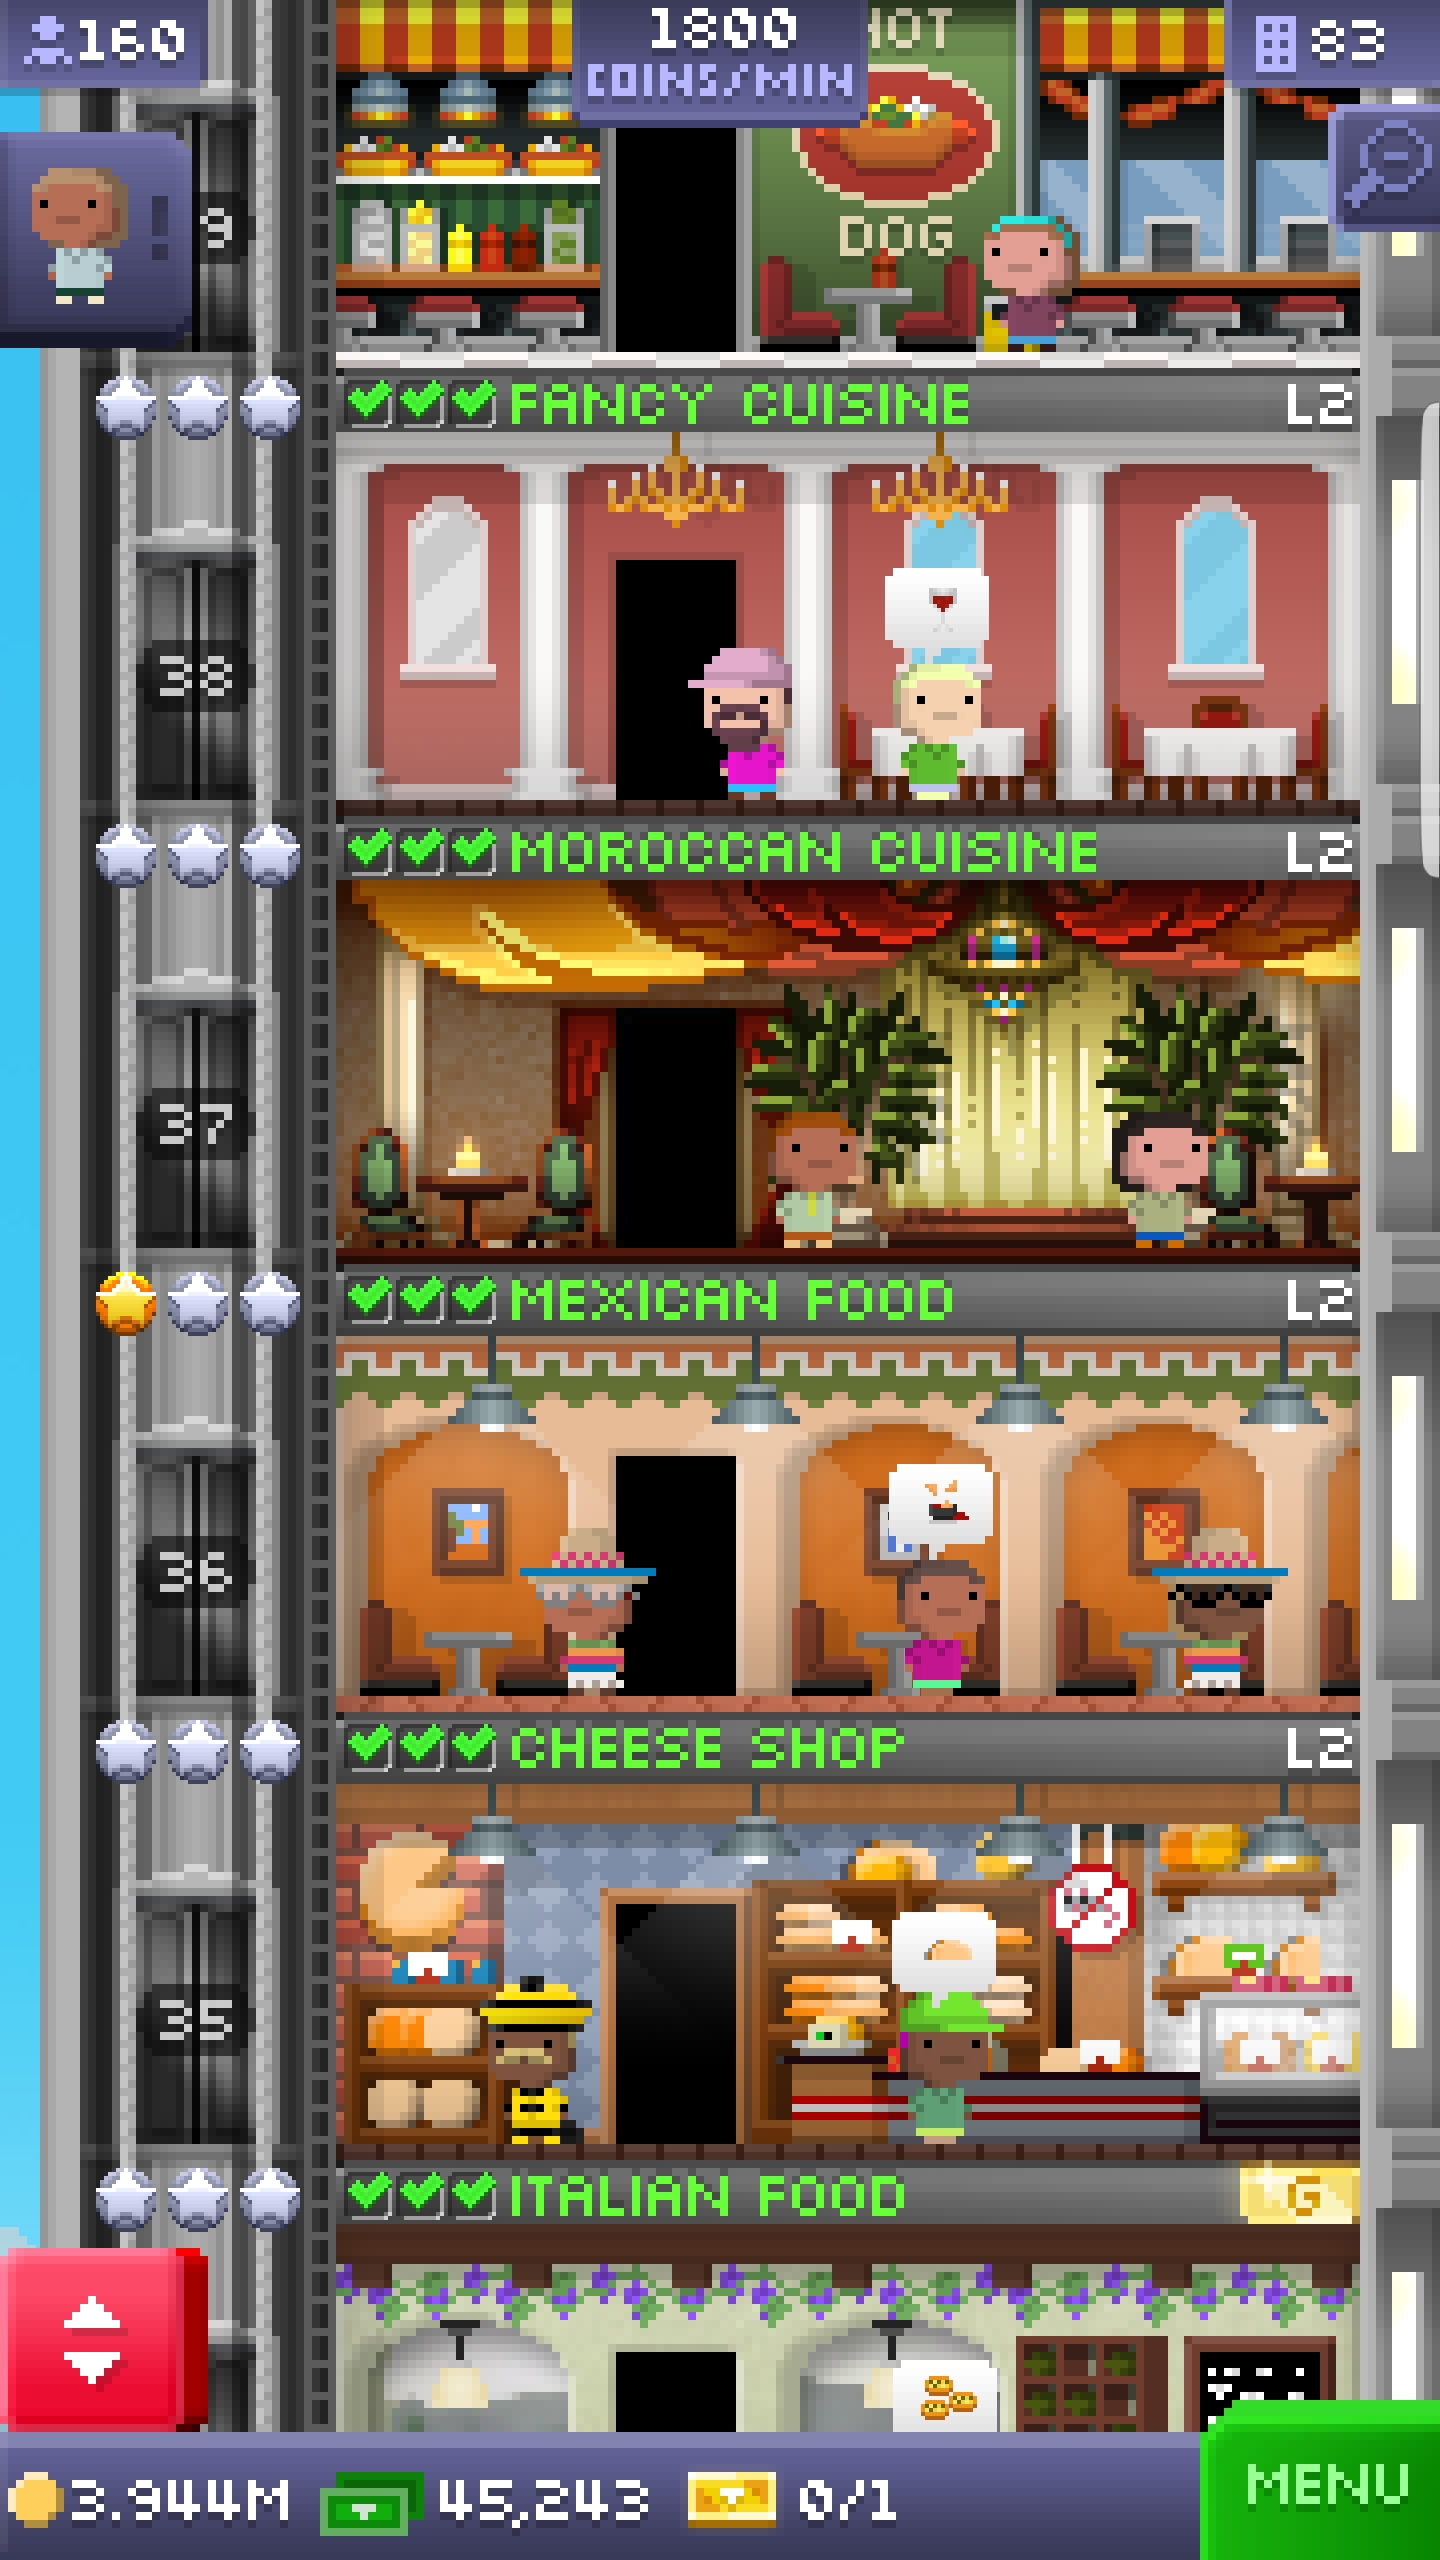 160
1800
COINS/MIN
83
HOT
DOG
9
FANCY CUISINE L2
38
MOROCCAN CUISINE L2
37
MEXICAN FOOD L2
36
CHEESE SHOP L2
35
ITALIAN FOOD G
3.944M 45,243 0/1
MENU